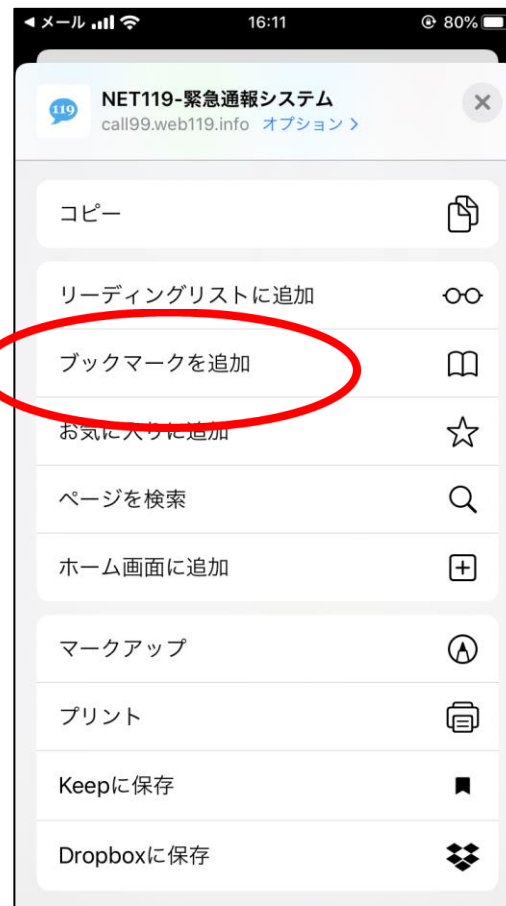 メール 16:11 80%
119 NET119-緊急通報システム
call99.web119.info オプション
コピー
リーディングリストに追加
ブックマークを追加
お気に入りに追加
ページを検索
ホーム画面に追加
マークアップ
プリント
Keepに保存
Dropboxに保存